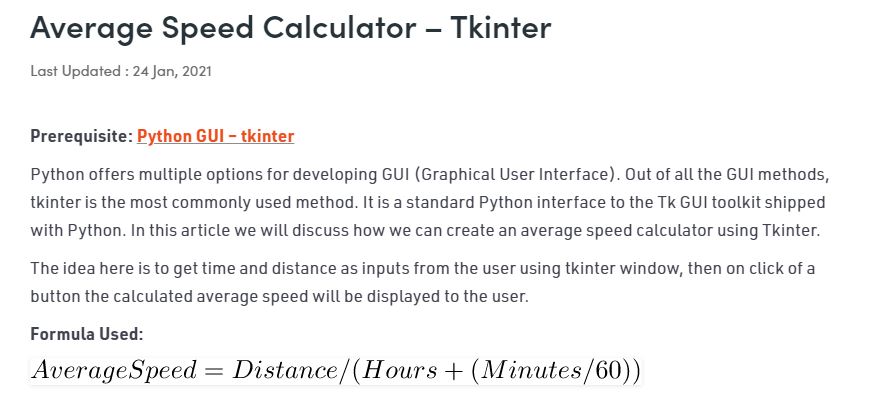 Average Speed Calculator – Tkinter
Last Updated : 24 Jan, 2021
Prerequisite: Python GUI – tkinter
Python offers multiple options for developing GUI (Graphical User Interface). Out of all the GUI methods,
tkinter is the most commonly used method. It is a standard Python interface to the Tk GUI toolkit shipped
with Python. In this article we will discuss how we can create an average speed calculator using Tkinter.
The idea here is to get time and distance as inputs from the user using tkinter window, then on click of a
button the calculated average speed will be displayed to the user.
Formula Used:
AverageSpeed = Distance/(Hours + (Minutes/60))